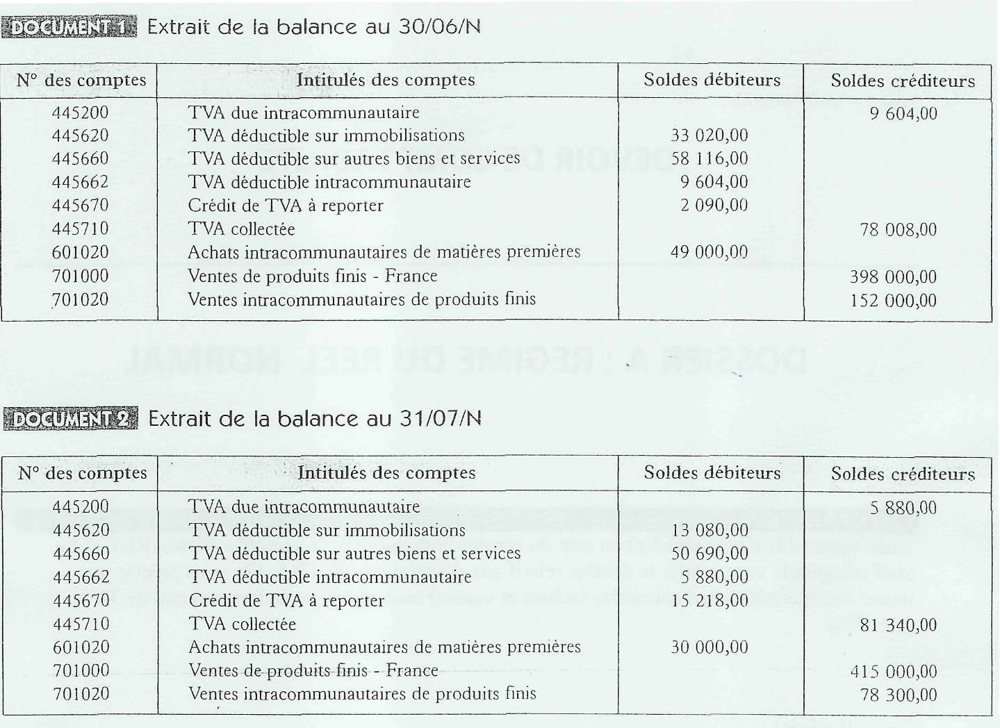 DOCUMENT 1 Extrait de la balance au 30/06/N
N° des comptes Intitulés des comptes Soldes débiteurs Soldes créditeurs
445200 TVA due intracommunautaire 9 604,00
445620 TVA déductible sur immobilisations 33 020,00
445660 TVA déductible sur autres biens et services 58 116,00
445662 TVA déductible intracommunautaire 9 604,00
445670 Crédit de TVA à reporter 2 090,00
445710 TVA collectée 78 008,00
601020 Achats intracommunautaires de matières premières 49 000,00
701000 Ventes de produits finis - France 398 000,00
701020 Ventes intracommunautaires de produits finis 152 000,00
DEVOIR DE COMPTABILITE
DOSSIER A : REGIME DU REEL NORMAL
DOCUMENT 2 Extrait de la balance au 31/07/N
N° des comptes Intitulés des comptes Soldes débiteurs Soldes créditeurs
445200 TVA due intracommunautaire 5 880,00
445620 TVA déductible sur immobilisations 13 080,00
445660 TVA déductible sur autres biens et services 50 690,00
445662 TVA déductible intracommunautaire 5 880,00
445670 Crédit de TVA à reporter 15 218,00
445710 TVA collectée 81 340,00
601020 Achats intracommunautaires de matières premières 30 000,00
701000 Ventes de produits finis - France 415 000,00
701020 Ventes intracommunautaires de produits finis 78 300,00